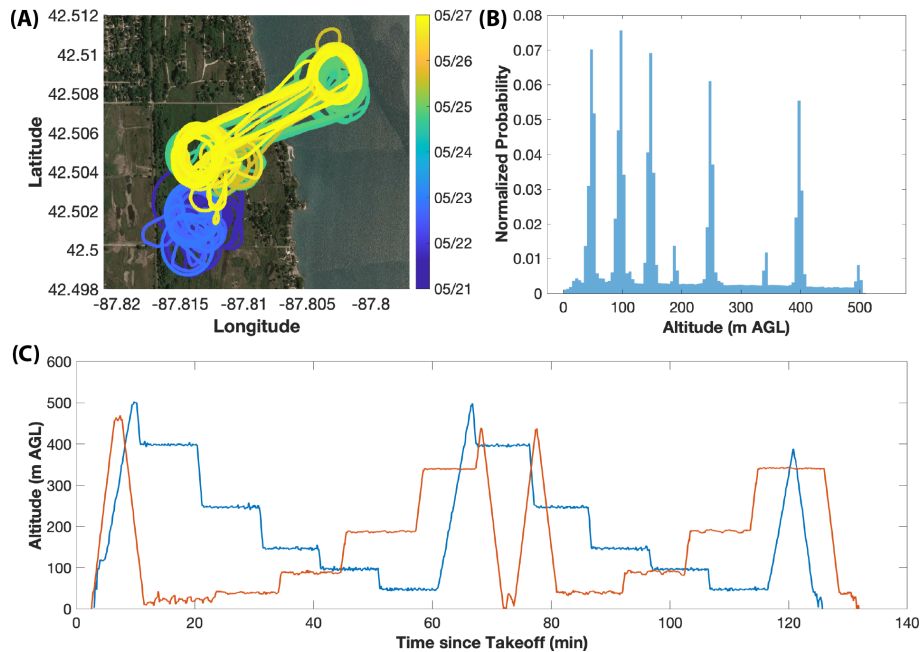 (A)
42.512
42.51
42.508
42.506
42.504
42.502
42.5
42.498
Latitude
-87.82 -87.815 -87.81 -87.805 -87.8
Longitude
05/27
05/26
05/25
05/24
05/23
05/22
05/21
(B)
0.08
0.07
0.06
0.05
0.04
0.03
0.02
0.01
0
Normalized Probability
0 100 200 300 400 500
Altitude (m AGL)
(C)
600
500
400
300
200
100
0
Altitude (m AGL)
0 20 40 60 80 100 120 140
Time since Takeoff (min)